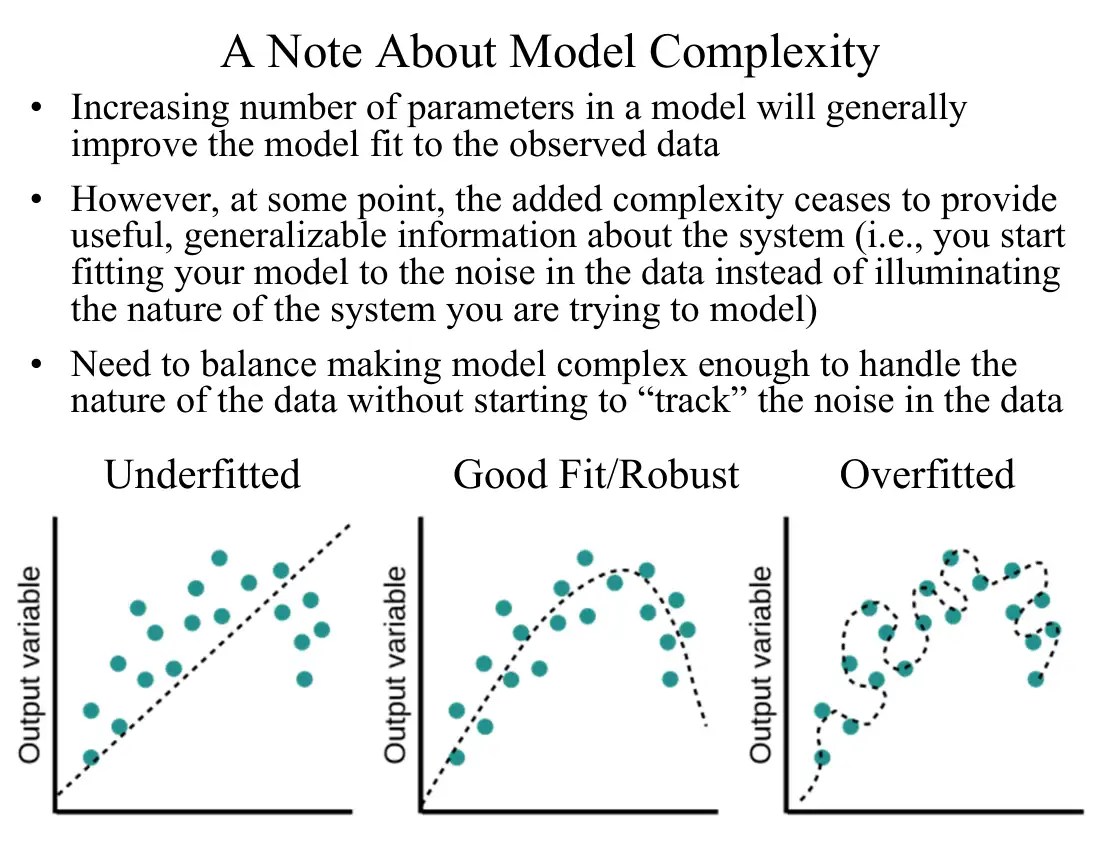 A Note About Model Complexity
• Increasing number of parameters in a model will generally
improve the model fit to the observed data
• However, at some point, the added complexity ceases to provide
useful, generalizable information about the system (i.e., you start
fitting your model to the noise in the data instead of illuminating
the nature of the system you are trying to model)
• Need to balance making model complex enough to handle the
nature of the data without starting to “track” the noise in the data
Underfitted
Good Fit/Robust
Overfitted
Output variable
Output variable
Output variable